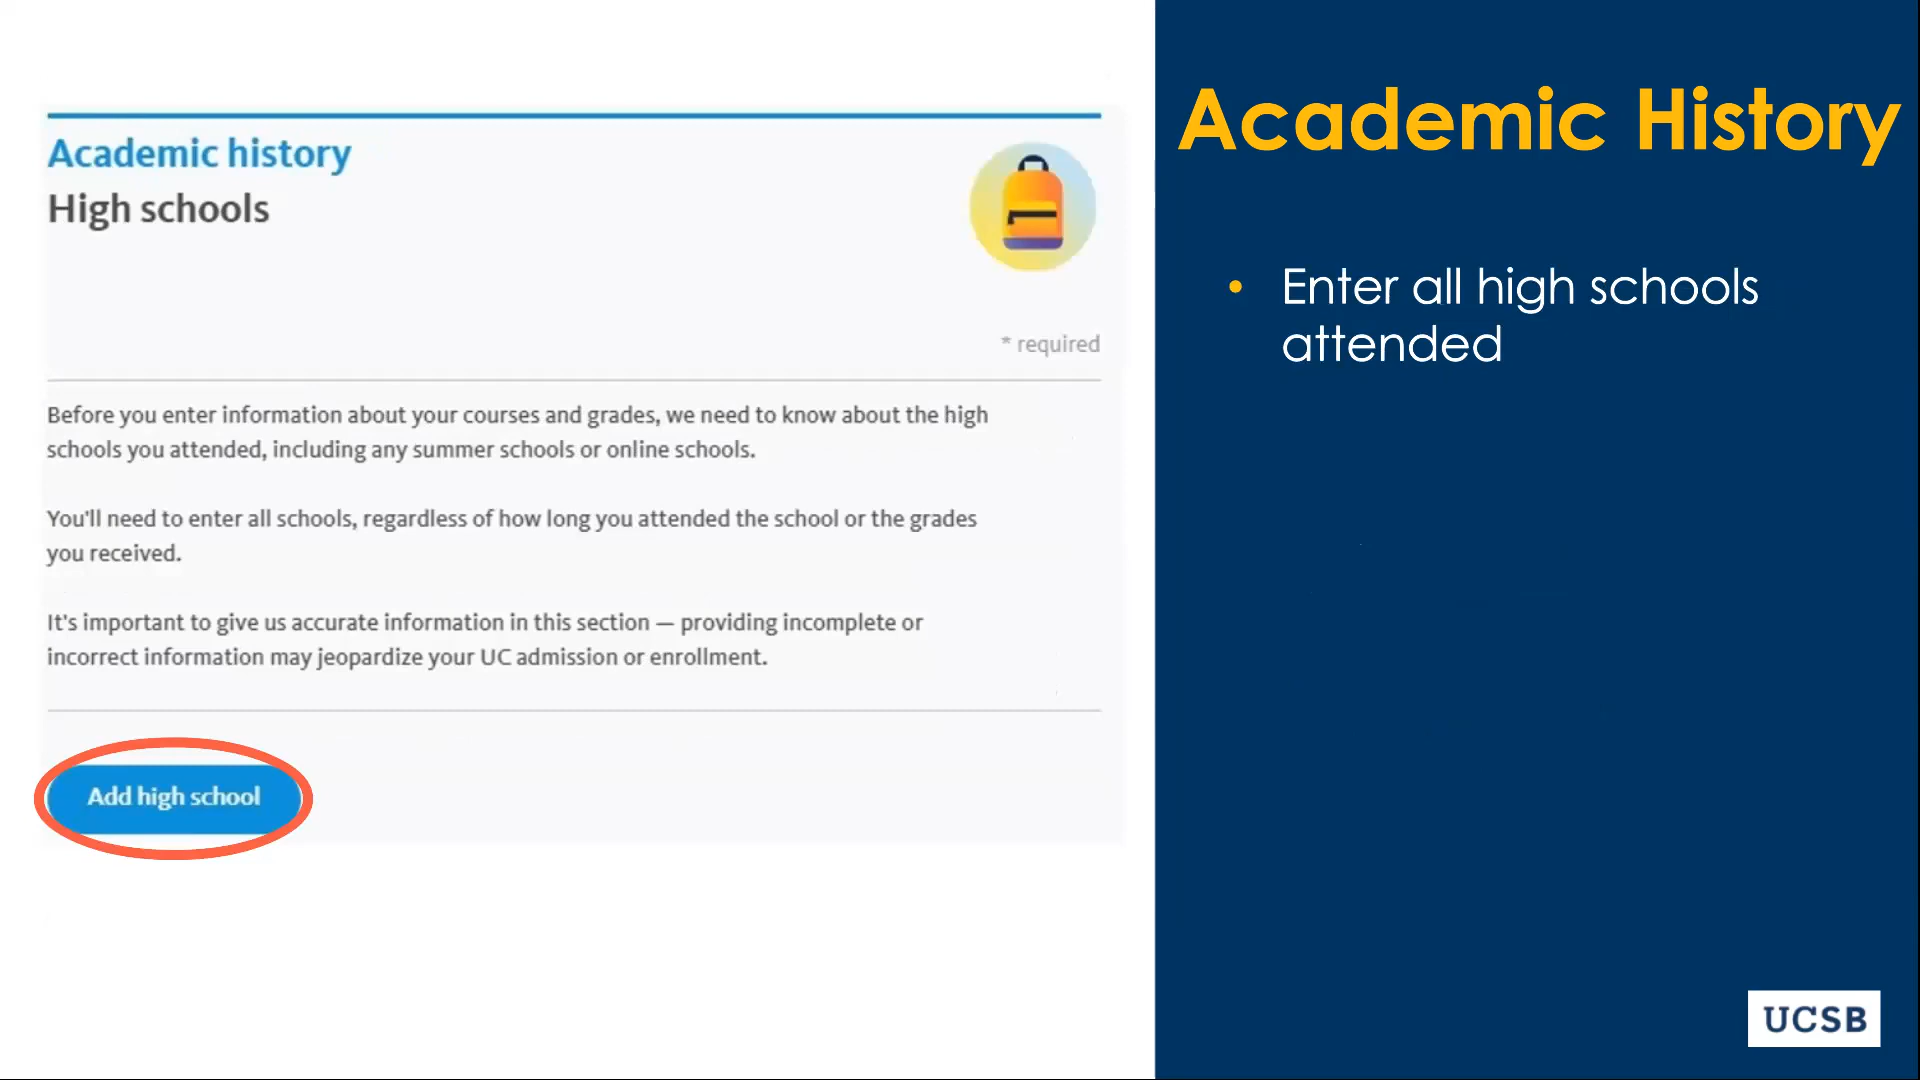 Academic history
High schools
* required
Before you enter information about your courses and grades, we need to know about the high
schools you attended, including any summer schools or online schools.
You'll need to enter all schools, regardless of how long you attended the school or the grades
you received.
It's important to give us accurate information in this section — providing incomplete or
incorrect information may jeopardize your UC admission or enrollment.
Add high school
Academic History
• Enter all high schools
attended
UCSB